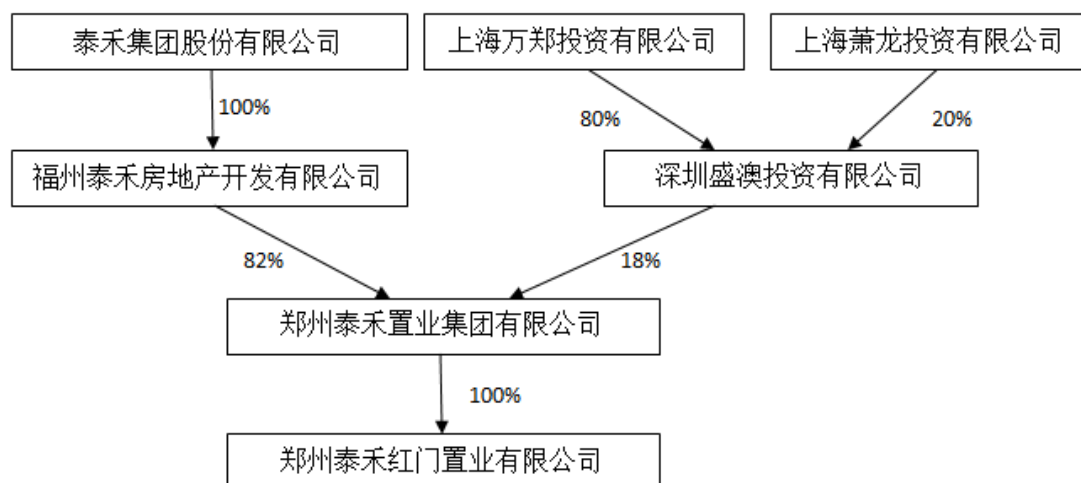 泰禾集团股份有限公司
上海万郑投资有限公司
上海萧龙投资有限公司
100%
80%
20%
福州泰禾房地产开发有限公司
深圳盛澳投资有限公司
82%
18%
郑州泰禾置业集团有限公司
100%
郑州泰禾红门置业有限公司